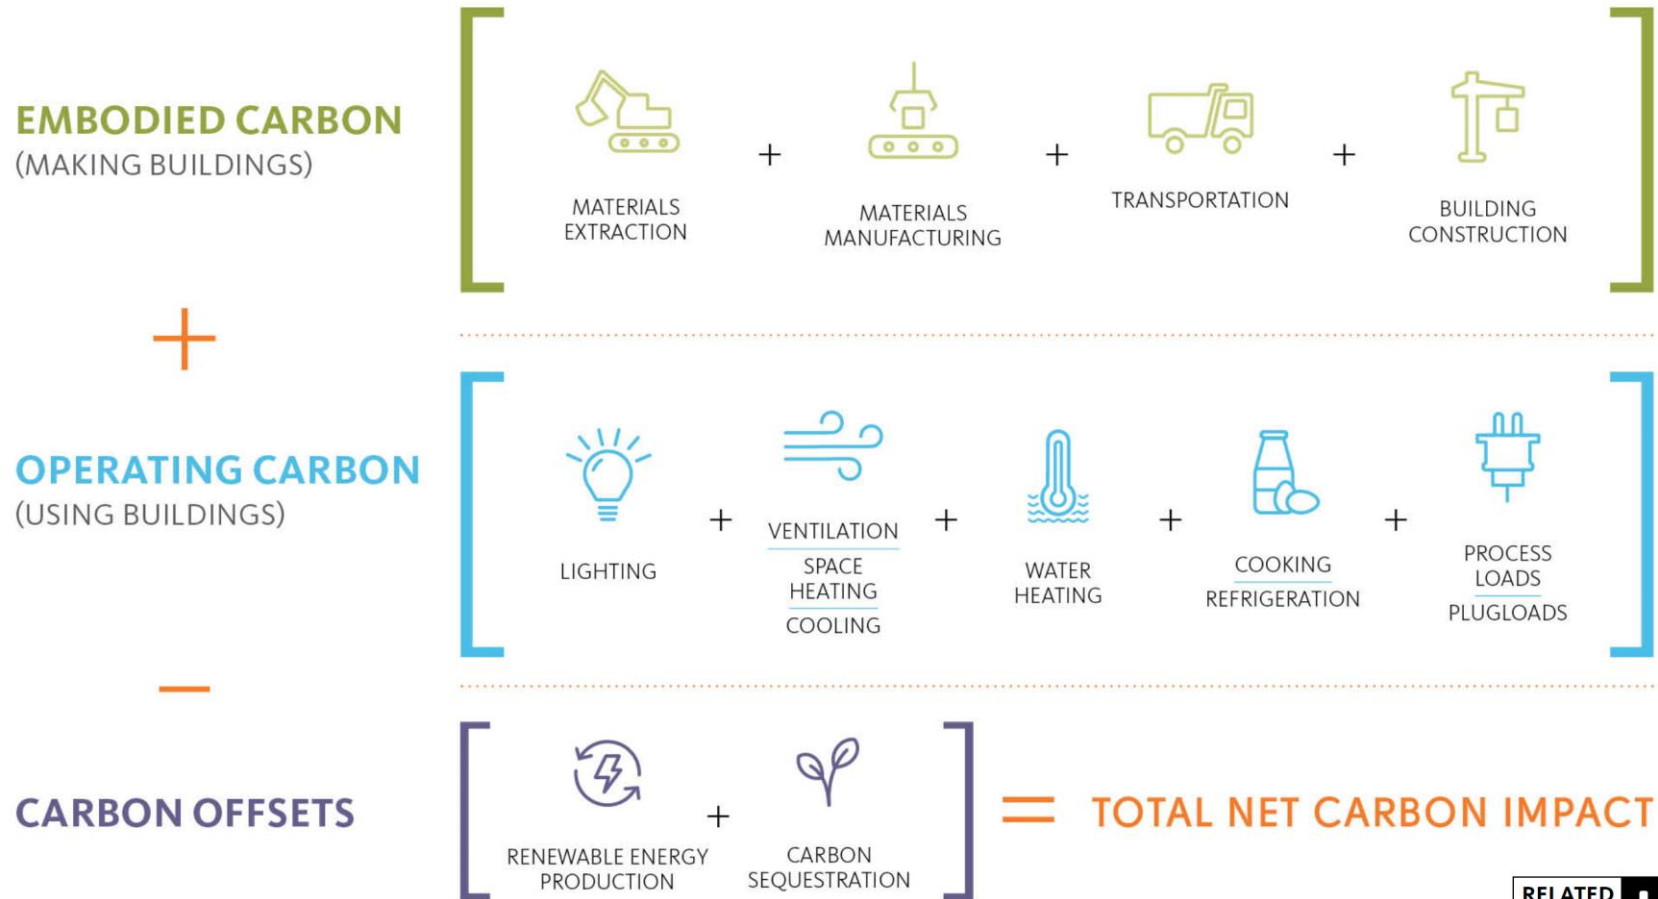 EMBODIED CARBON
(MAKING BUILDINGS)
MATERIALS
EXTRACTION
+
MATERIALS
MANUFACTURING
+
TRANSPORTATION
+
BUILDING
CONSTRUCTION
+
OPERATING CARBON
(USING BUILDINGS)
LIGHTING
+
VENTILATION
SPACE
HEATING
COOLING
+
WATER
HEATING
+
COOKING
REFRIGERATION
+
PROCESS
LOADS
PLUGLOADS
−
CARBON OFFSETS
RENEWABLE ENERGY
PRODUCTION
+
CARBON
SEQUESTRATION
= TOTAL NET CARBON IMPACT
RELATED